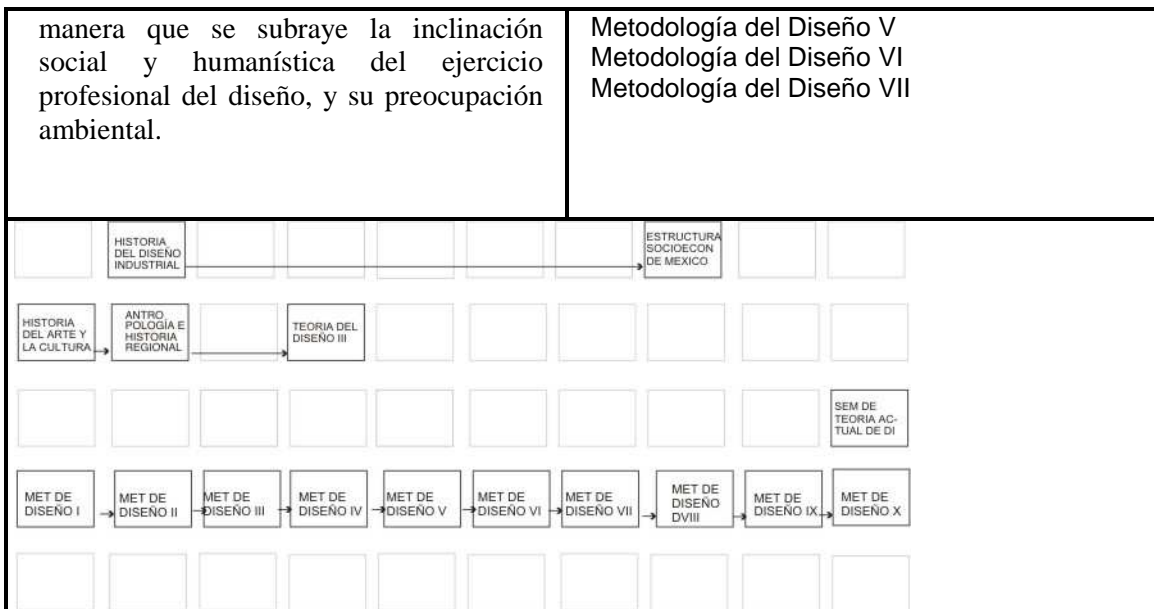 manera que se subraye la inclinación
social y humanística del ejercicio
profesional del diseño, y su preocupación
ambiental.
Metodología del Diseño V
Metodología del Diseño VI
Metodología del Diseño VII
HISTORIA
DEL DISEÑO
INDUSTRIAL
ESTRUCTURA
SOCIOECON
DE MEXICO
HISTORIA
DEL ARTE Y
LA CULTURA
ANTRO
POLOGÍA E
HISTORIA
REGIONAL
TEORIA DEL
DISEÑO III
SEM DE
TEORIA AC-
TUAL DE DI
MET DE
DISEÑO I
MET DE
DISEÑO II
MET DE
DISEÑO III
MET DE
DISEÑO IV
MET DE
DISEÑO V
MET DE
DISEÑO VI
MET DE
DISEÑO VII
MET DE
DISEÑO
DVIII
MET DE
DISEÑO IX
MET DE
DISEÑO X